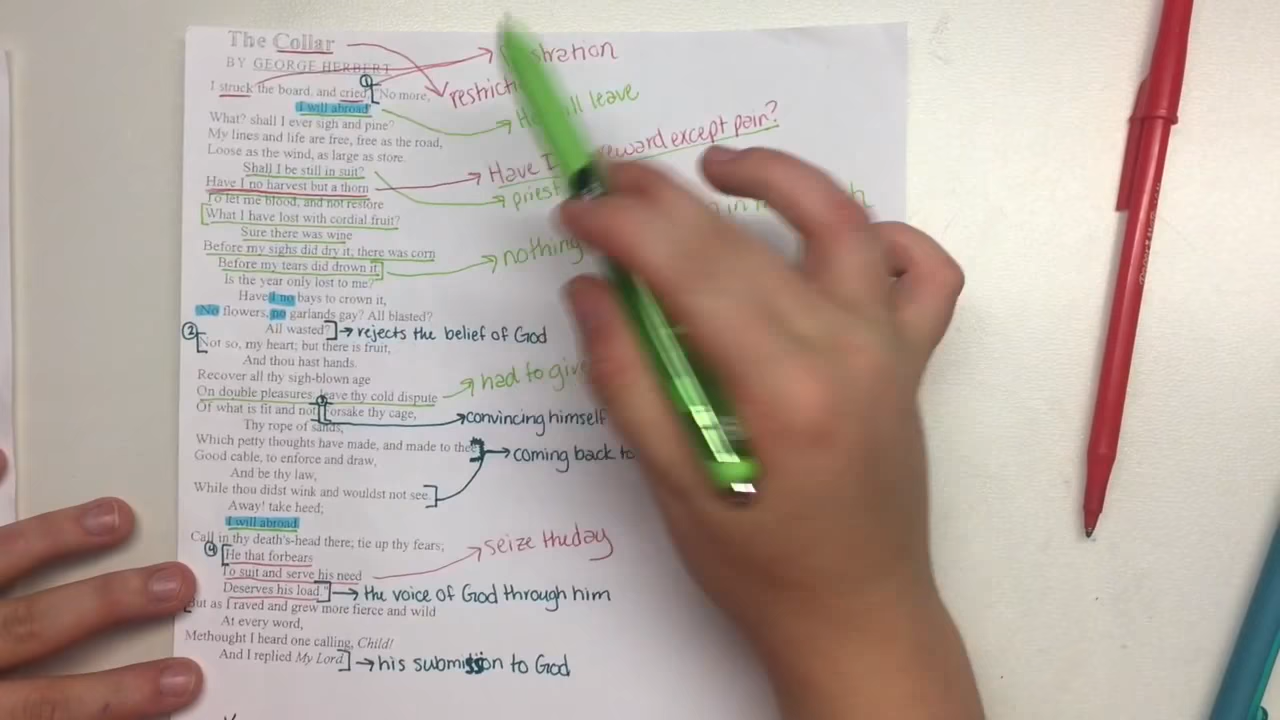 The Collar
BY GEORGE HERBERT
I struck the board, and cried, "No more,
I will abroad
What? shall I ever sigh and pine?
My lines and life are free, free as the road,
Loose as the wind, as large as store.
Shall I be still in suit?
Have I no harvest but a thorn
To let me blood, and not restore
What I have lost with cordial fruit?
Sure there was wine
Before my sighs did dry it; there was corn
Before my tears did drown it.
Is the year only lost to me?
Have I no bays to crown it,
No flowers, no garlands gay? All blasted?
All wasted? → rejects the belief of God
Not so, my heart; but there is fruit,
And thou hast hands.
Recover all thy sigh-blown age
On double pleasures: leave thy cold dispute
Of what is fit and not forsake thy cage,
Thy rope of sands,
Which petty thoughts have made, and made to thee
Good cable, to enforce and draw,
And be thy law,
While thou didst wink and wouldst not see.
Away! take heed;
I will abroad
Call in thy death's-head there; tie up thy fears;
He that forbears
To suit and serve his need
Deserves his load."
But as I raved and grew more fierce and wild
At every word,
Methought I heard one calling, Child!
And I replied My Lord
will leave
Have I reward except pain?
priest
in
nothing
had to give
convincing himself
coming back to
seize the day
the voice of God through him
his submission to God
1
2
3
4